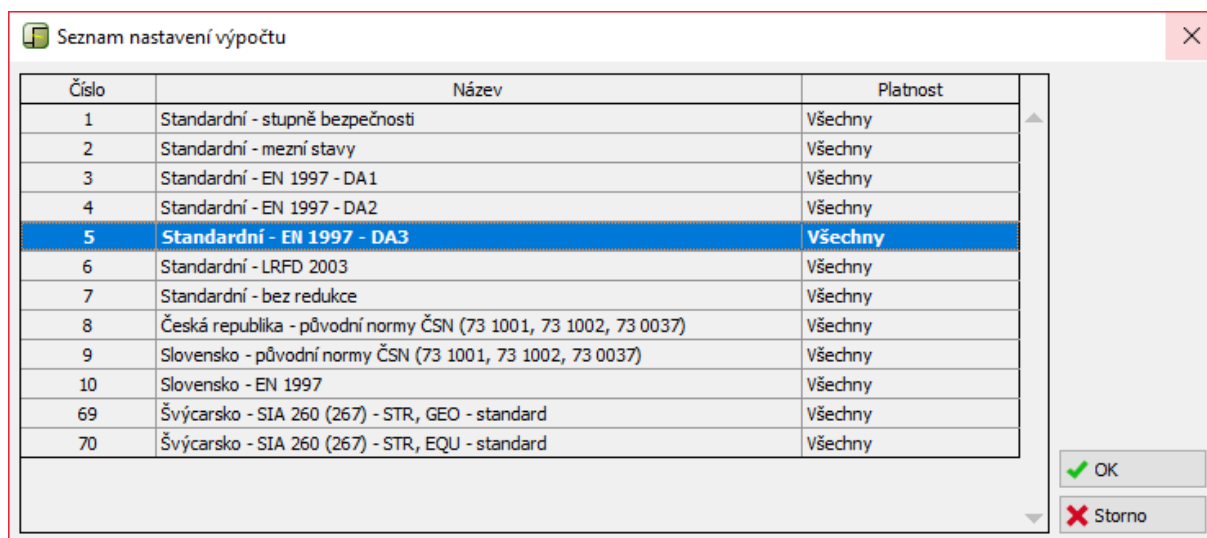 Seznam nastavení výpočtu
Číslo Název Platnost
1 Standardní - stupně bezpečnosti Všechny
2 Standardní - mezní stavy Všechny
3 Standardní - EN 1997 - DA1 Všechny
4 Standardní - EN 1997 - DA2 Všechny
5 Standardní - EN 1997 - DA3 Všechny
6 Standardní - LRFD 2003 Všechny
7 Standardní - bez redukce Všechny
8 Česká republika - původní normy ČSN (73 1001, 73 1002, 73 0037) Všechny
9 Slovensko - původní normy ČSN (73 1001, 73 1002, 73 0037) Všechny
10 Slovensko - EN 1997 Všechny
69 Švýcarsko - SIA 260 (267) - STR, GEO - standard Všechny
70 Švýcarsko - SIA 260 (267) - STR, EQU - standard Všechny
OK
Storno